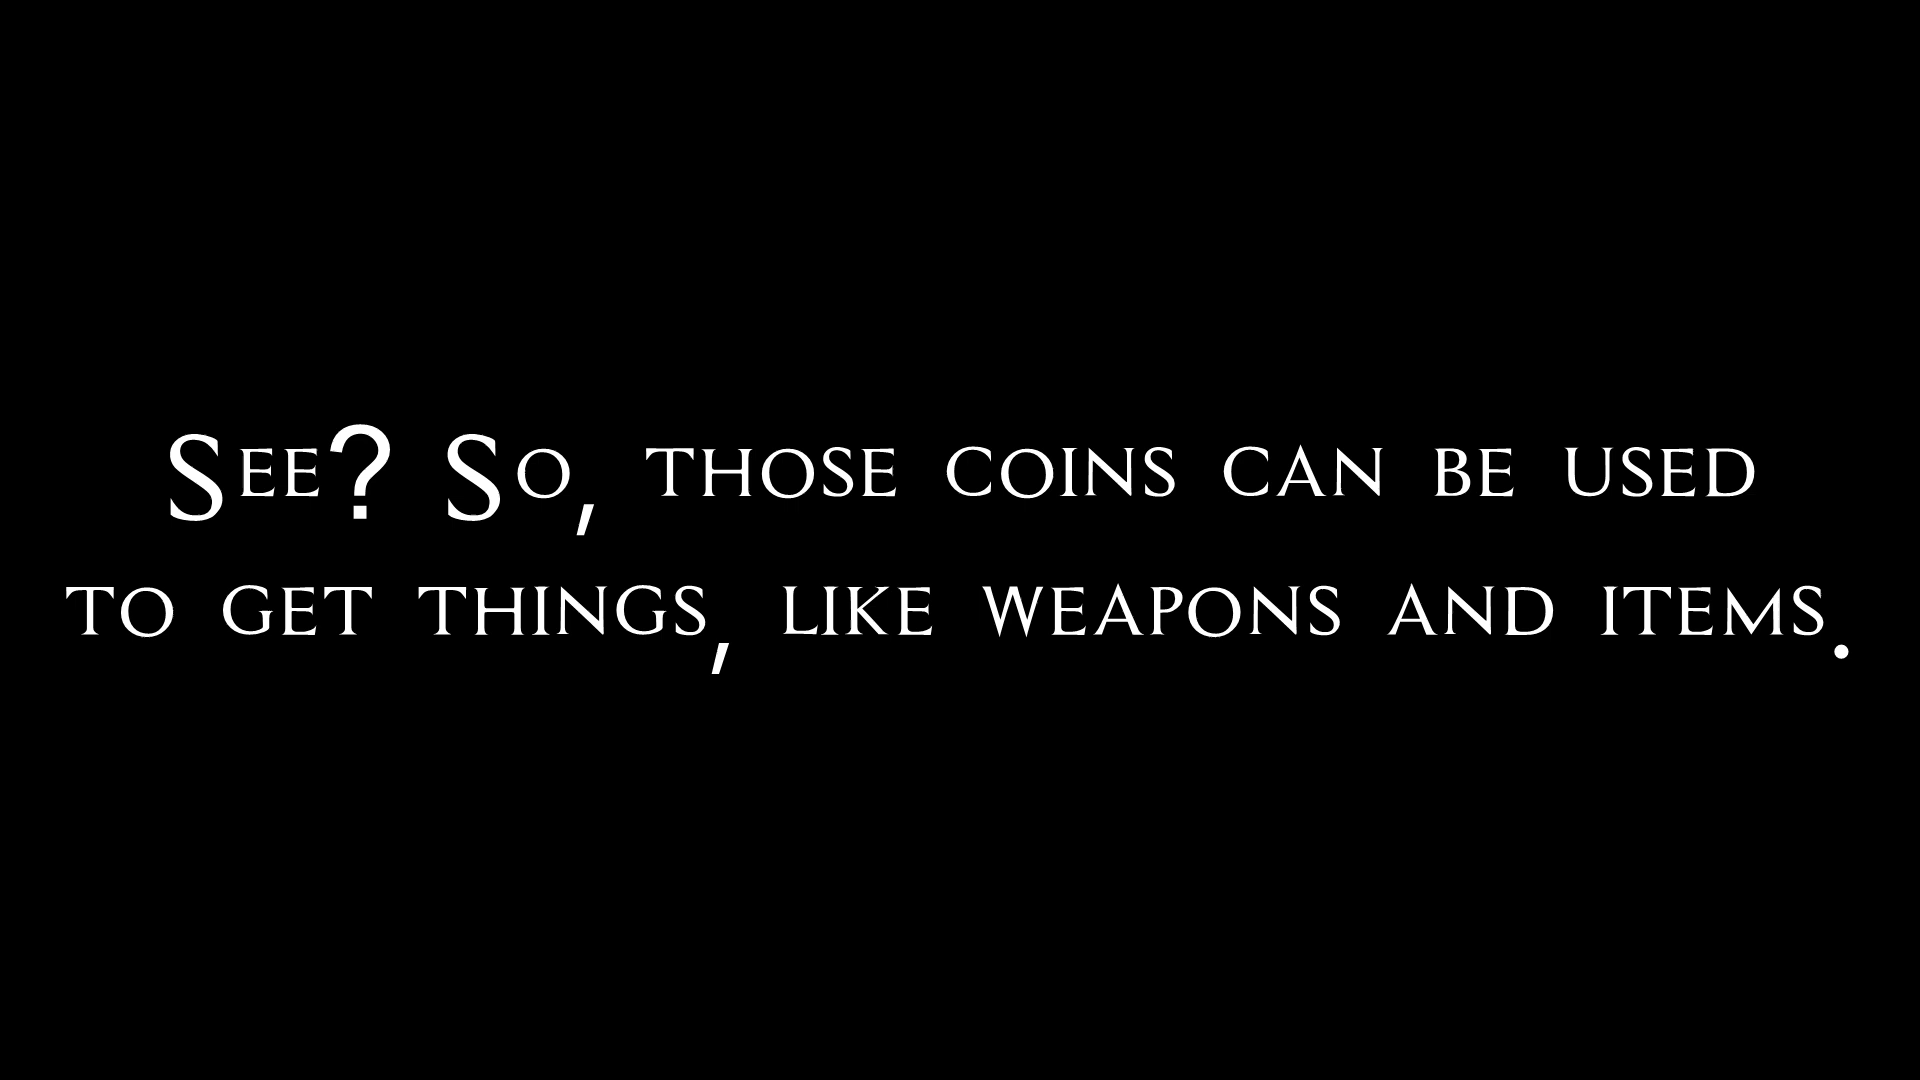 See? So, those coins can be used
to get things, like weapons and items.